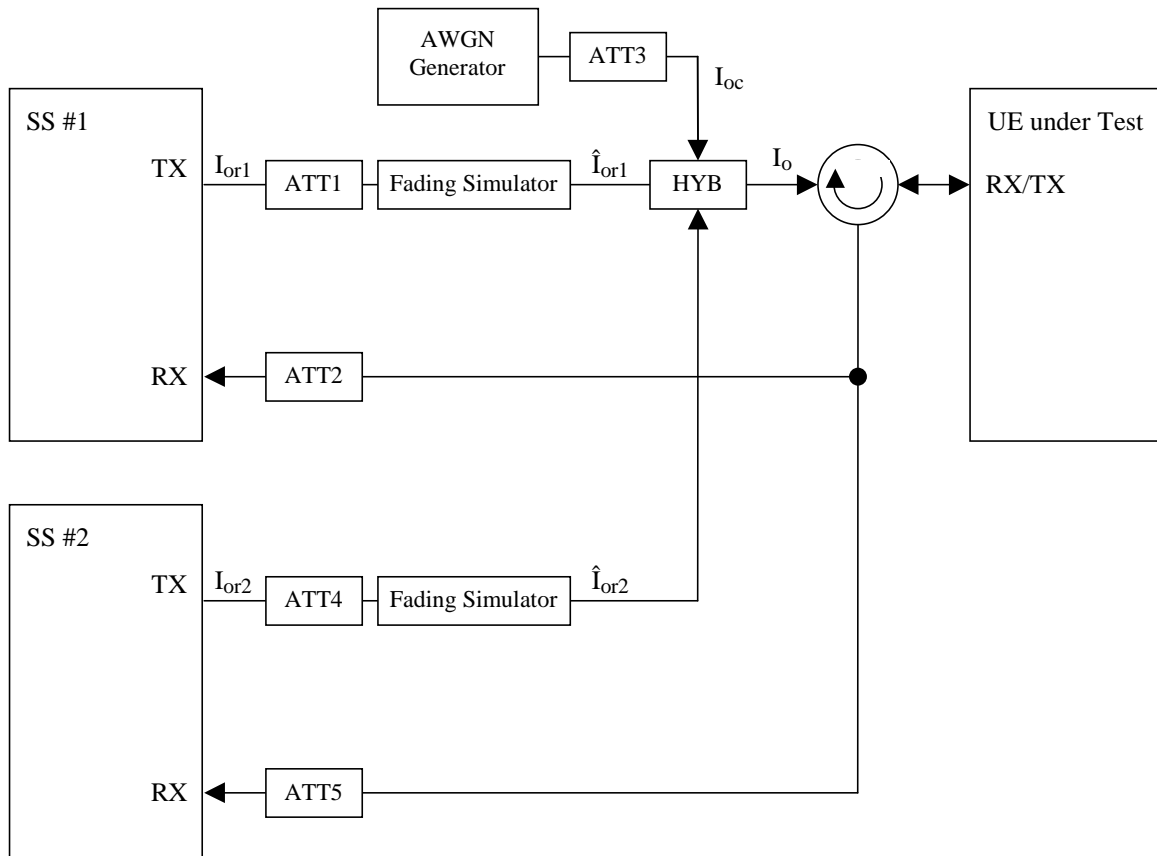 AWGN
Generator
ATT3
I_oc
SS #1
UE under Test
TX
I_or1
ATT1
Fading Simulator
Î_or1
HYB
I_o
RX/TX
RX
ATT2
SS #2
TX
I_or2
ATT4
Fading Simulator
Î_or2
RX
ATT5